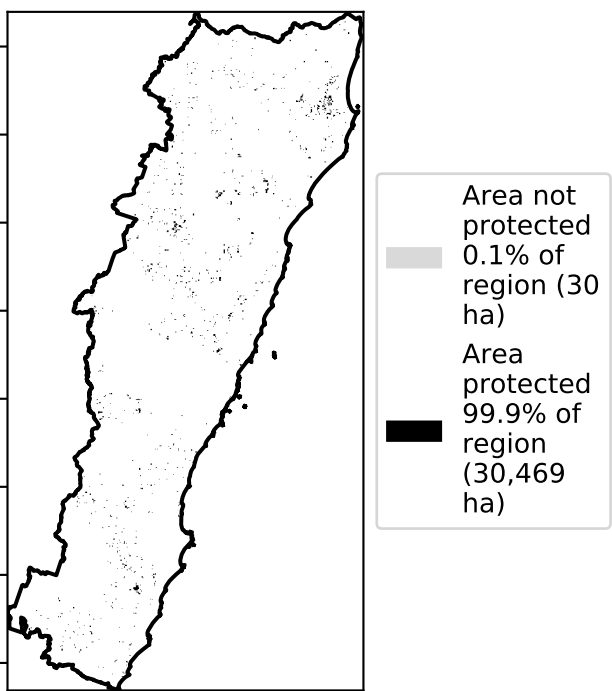 Area not
protected
0.1% of
region (30
ha)
Area
protected
99.9% of
region
(30,469
ha)